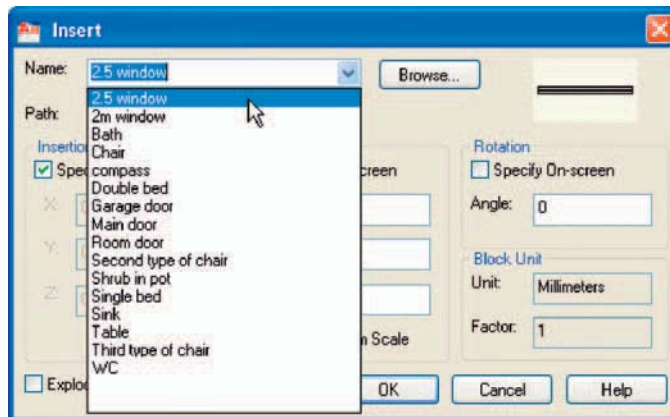 Insert
Name: 2.5 window Browse...
2.5 window
Path: 2m window
Bath
Chair
compass
Double bed
Garage door
Main door
Room door
Second type of chair
Shrub in pot
Single bed
Sink
Table
Third type of chair
WC
Rotation
Specify On-screen
Angle: 0
Block Unit
Unit: Millimeters
Factor: 1
X:
Y:
Z:
Scale
OK Cancel Help